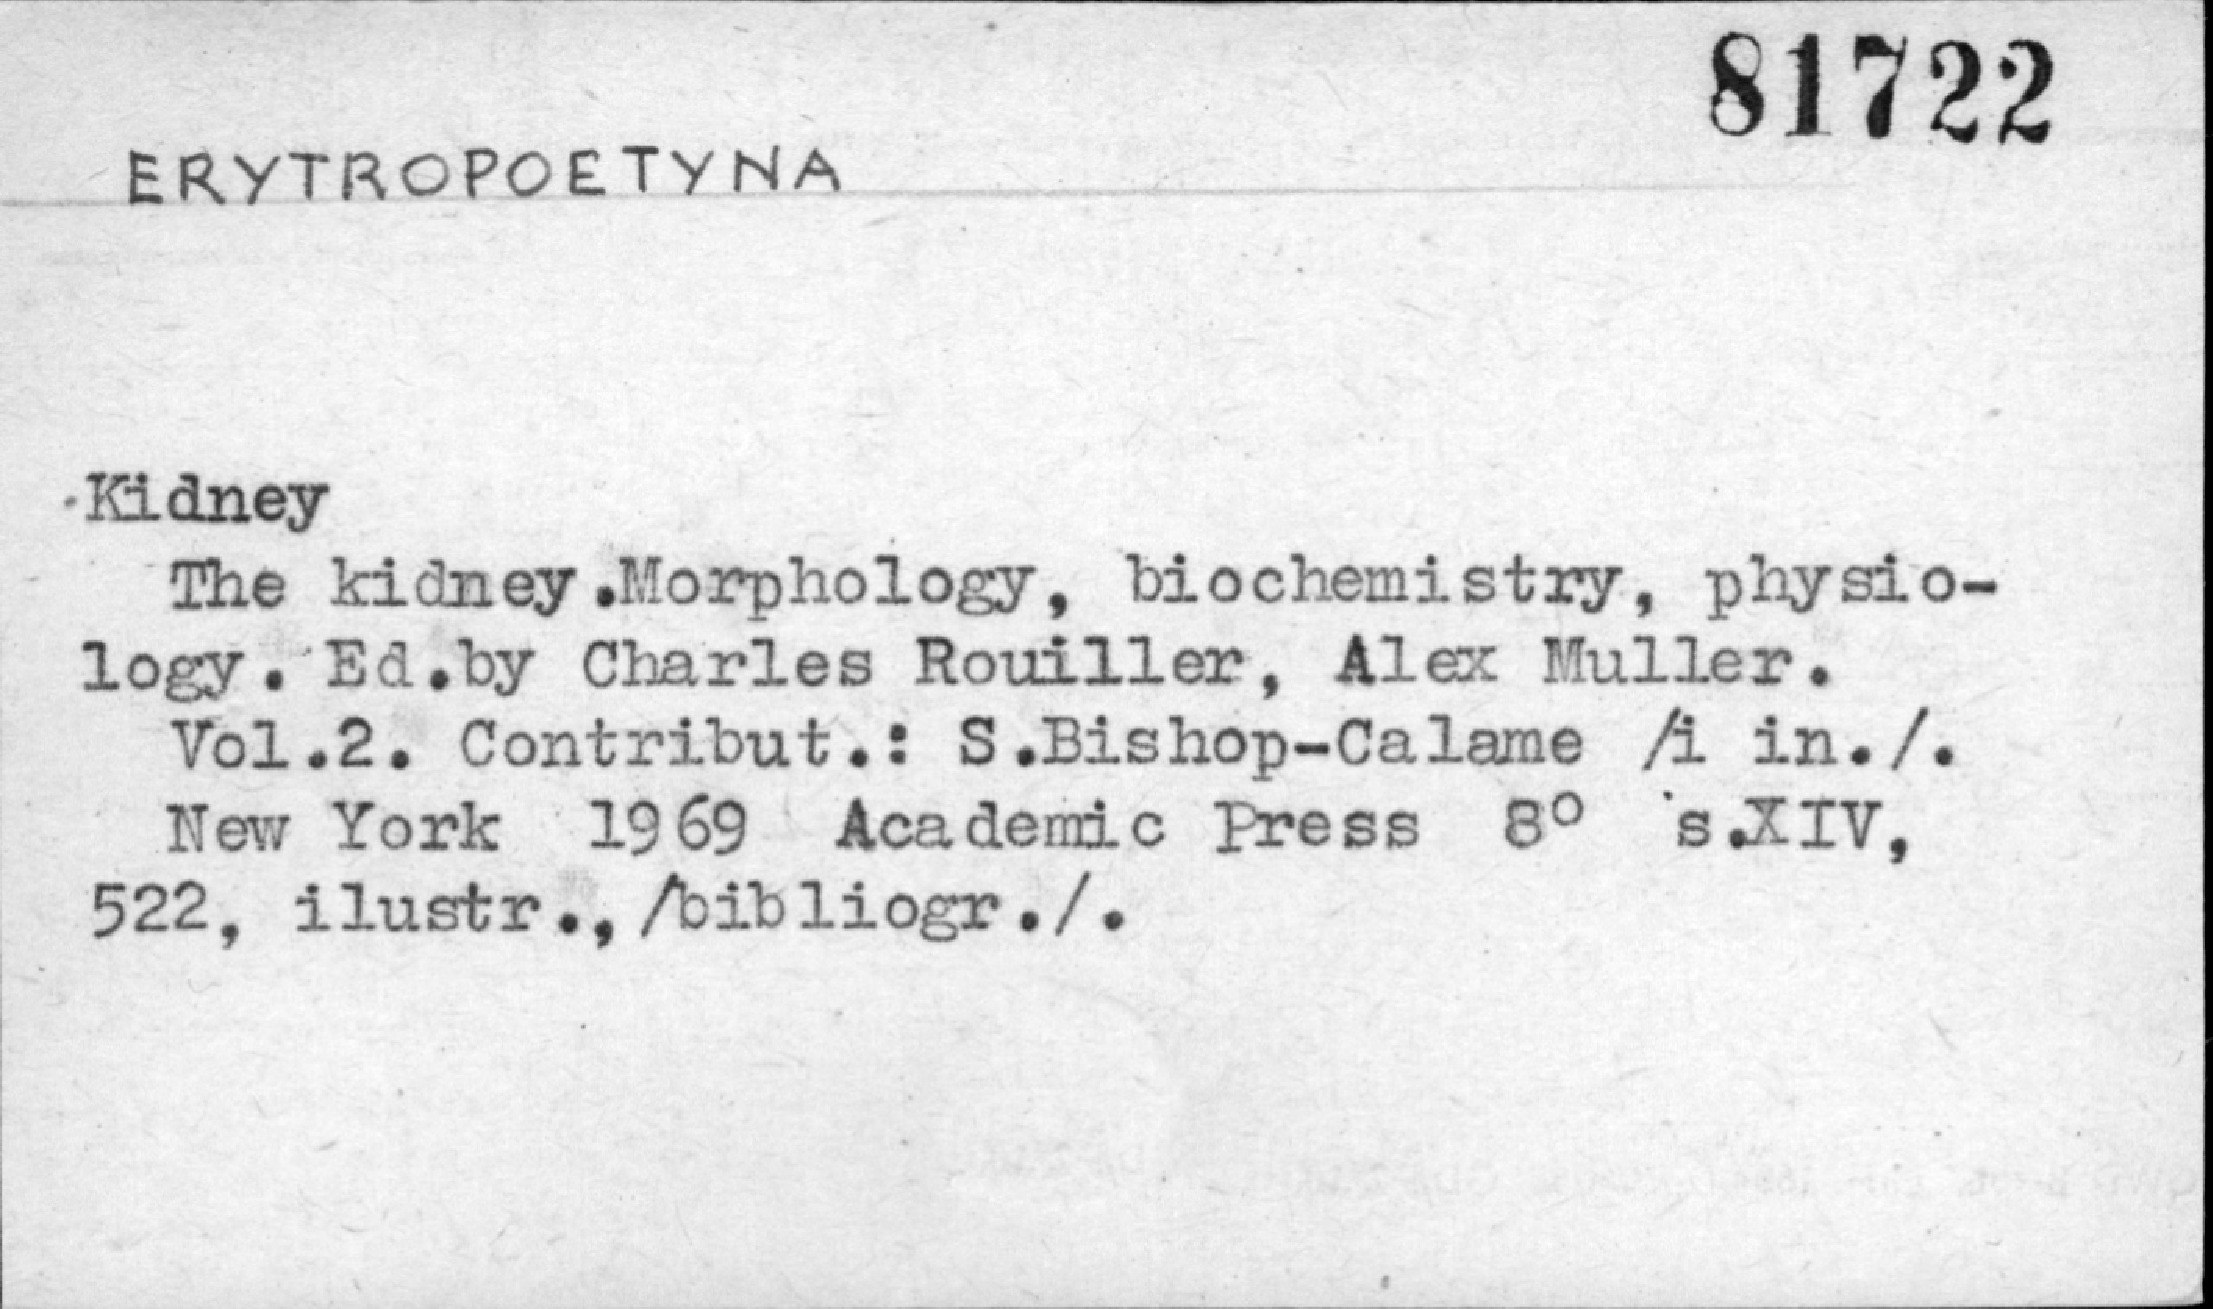 81722
ERYTROPOETYNA
Kidney
The kidney.Morphology, biochemistry, physio-
logy. Ed.by Charles Rouiller, Alex Muller.
Vol.2. Contribut.: S.Bishop-Calame /i in./.
New York 1969 Academic Press 8° s.XIV,
522, ilustr.,/bibliogr./.